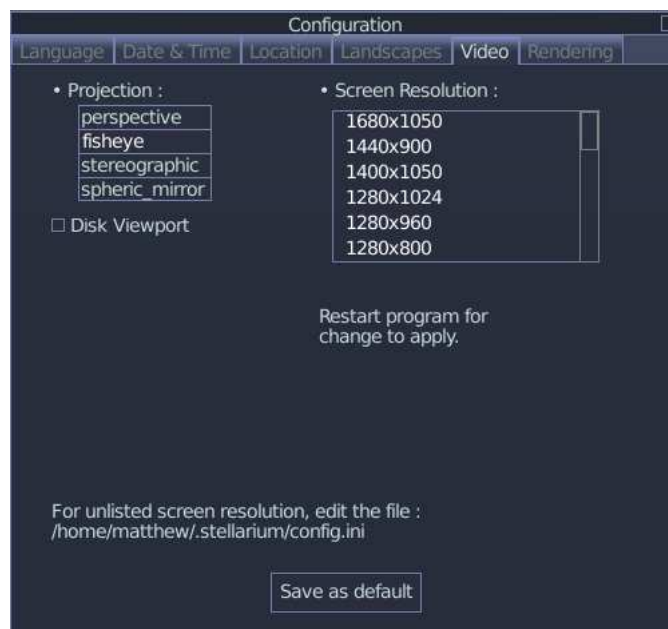 Configuration
Language Date & Time Location Landscapes Video Rendering
• Projection :
perspective
fisheye
stereographic
spheric_mirror
□ Disk Viewport
• Screen Resolution :
1680x1050
1440x900
1400x1050
1280x1024
1280x960
1280x800
Restart program for
change to apply.
For unlisted screen resolution, edit the file :
/home/matthew/.stellarium/config.ini
Save as default